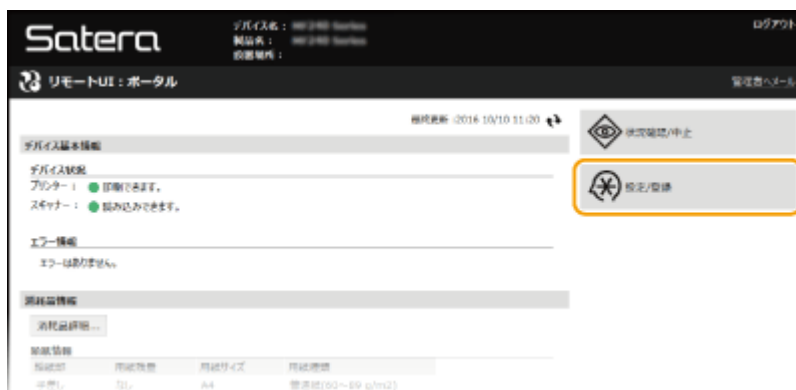 Satera
デバイス名 :
製品名 :
設置場所 :
ログアウト
リモートUI : ポータル
管理者へメール
最終更新 :2016 10/10 11:20
状況確認/中止
デバイス基本情報
設定/登録
デバイス状況
プリンター : 印刷できます。
スキャナー : 読み込みできます。
エラー情報
エラーはありません。
消耗品情報
消耗品詳細...
給紙情報
給紙部 用紙残量 用紙サイズ 用紙種類
手差し なし A4 普通紙(60~89 g/m2)